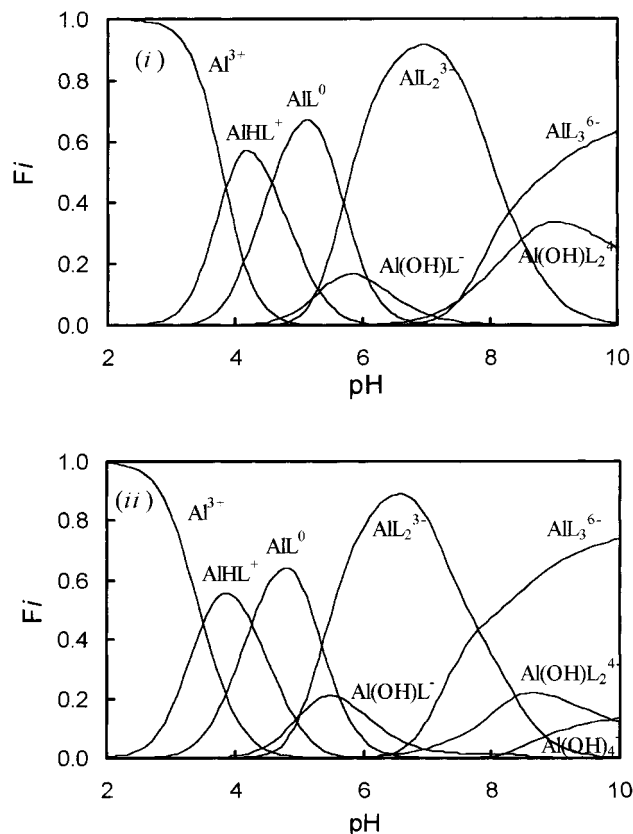 1.0
(i)
Al³⁺
AlHL⁺
AlL⁰
AlL₂³⁻
AlL₃⁶⁻
0.8
0.6
Fi
0.4
Al(OH)L⁻
Al(OH)L₂⁴⁻
0.2
0.0
2 4 6 8 10
pH
1.0
(ii)
Al³⁺
AlHL⁺
AlL⁰
AlL₂³⁻
AlL₃⁶⁻
0.8
0.6
Fi
0.4
Al(OH)L⁻
Al(OH)L₂⁴⁻
0.2
Al(OH)₄⁻
0.0
2 4 6 8 10
pH